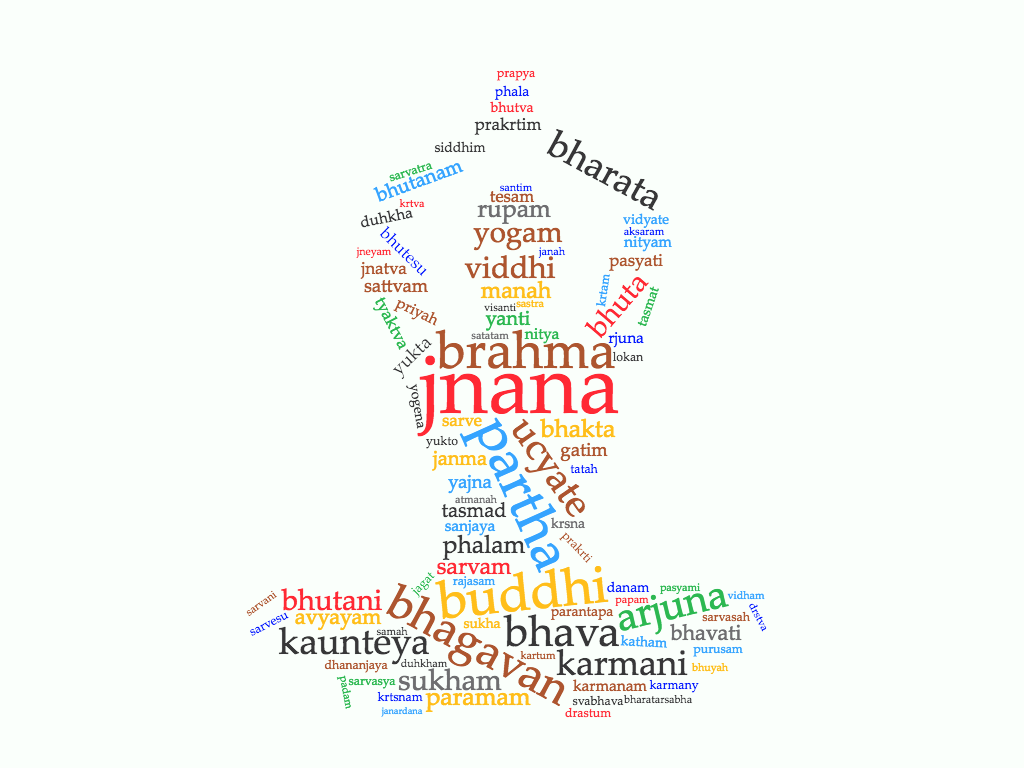 prapya
phala
bhutva
prakrtim
siddhim
bharata
sarvatra
bhutanam
krtva
duhkha
santim
tesam
rupam
yogam
vidyate
aksaram
nityam
bhutesu
jneyam
janah
jnatva
viddhi
pasyati
sattvam
manah
krtam
bhuta
tasmat
priyah
visanti
sastra
tyaktva
yanti
satatam
nitya
rjuna
yukta
brahma
lokan
jnana
yogena
sarve
partha
ucyate
bhakta
yukto
janma
gatim
tatah
yajna
atmanah
tasmad
sanjaya
krsna
phalam
prakrti
sarvam
jagat
rajasam
buddhi
danam
pasyami
sarvani
bhutani
bhagavan
papam
arjuna
vidham
drstva
avyayam
sukha
parantapa
sarvasah
sarvesu
samah
kaunteya
bhava
katham
bhavati
purusam
dhananjaya
duhkham
kartum
karmani
bhuyah
padam
sarvasya
sukham
karmanam
karmany
krtsnam
paramam
svabhava
bharatarsabha
janardana
drastum